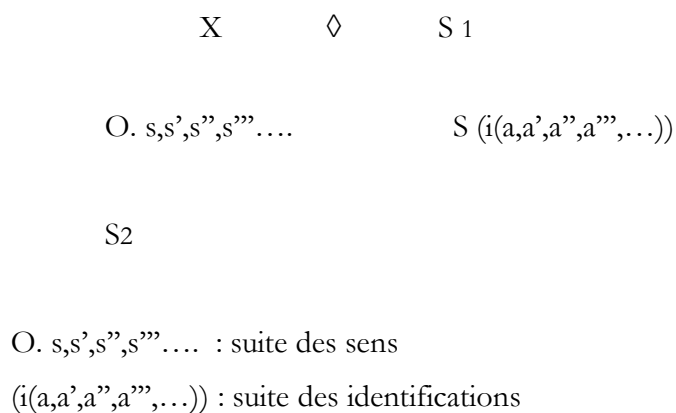 X ◊ S 1
O. s,s’,s”,s”’…. S (i(a,a’,a”,a”’,…))
S2
O. s,s’,s”,s”’…. : suite des sens
(i(a,a’,a”,a”’,…)) : suite des identifications